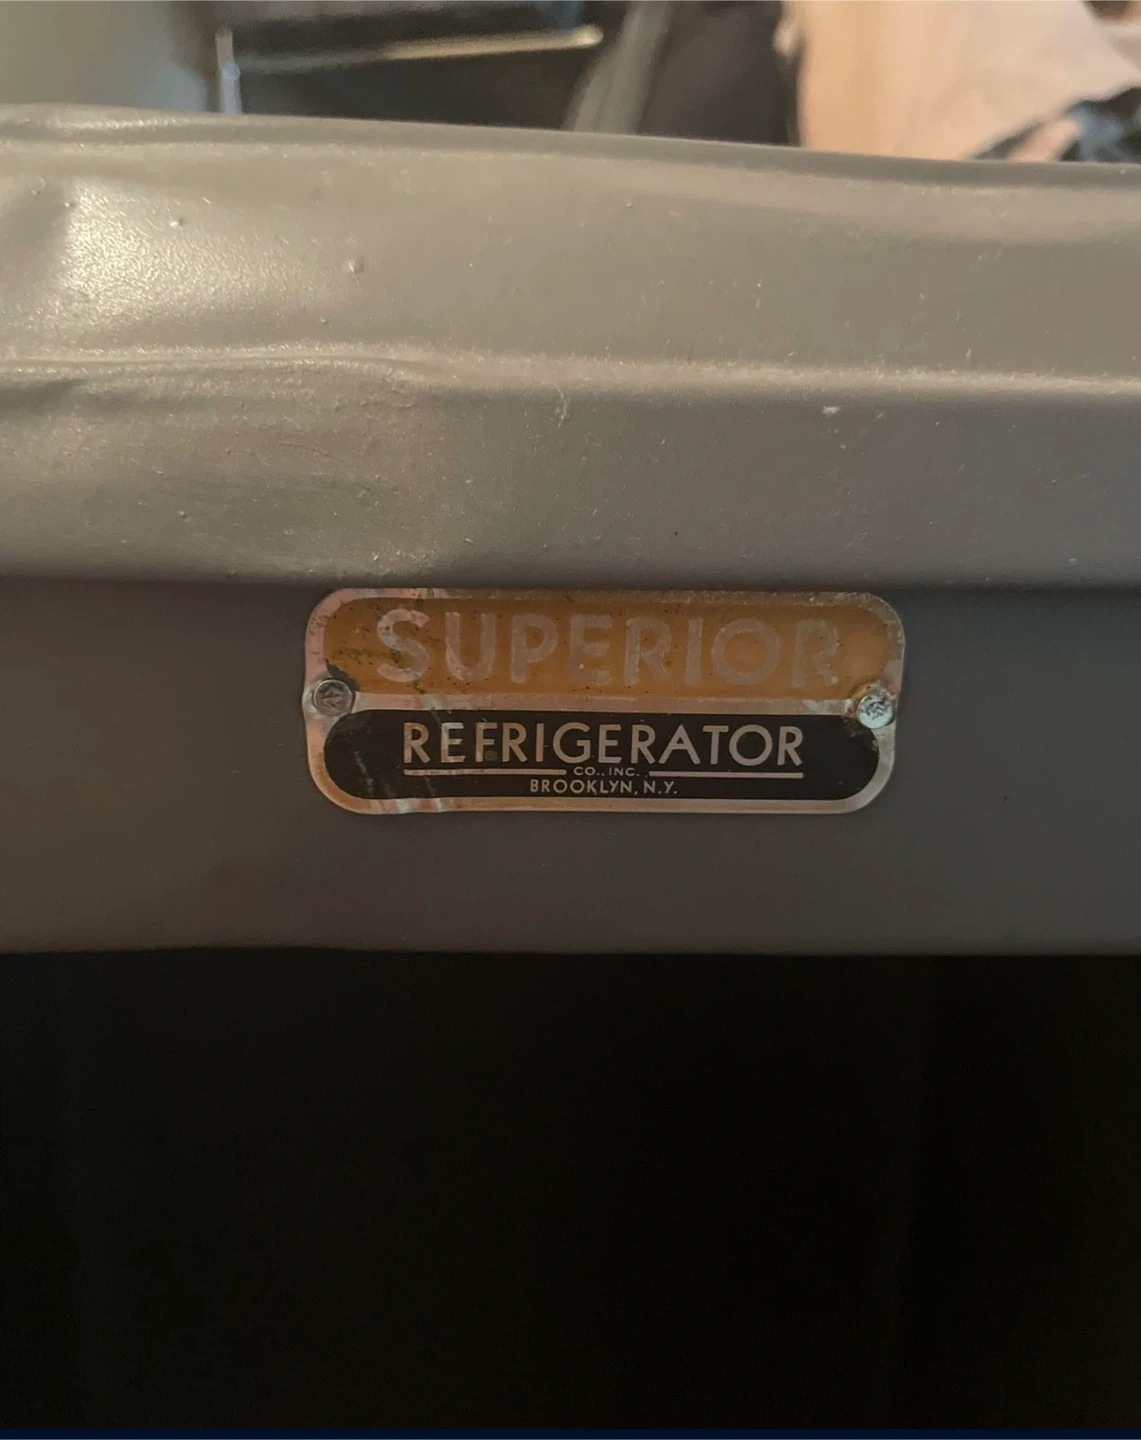 SUPERIOR
REFRIGERATOR
CO., INC.
BROOKLYN, N.Y.